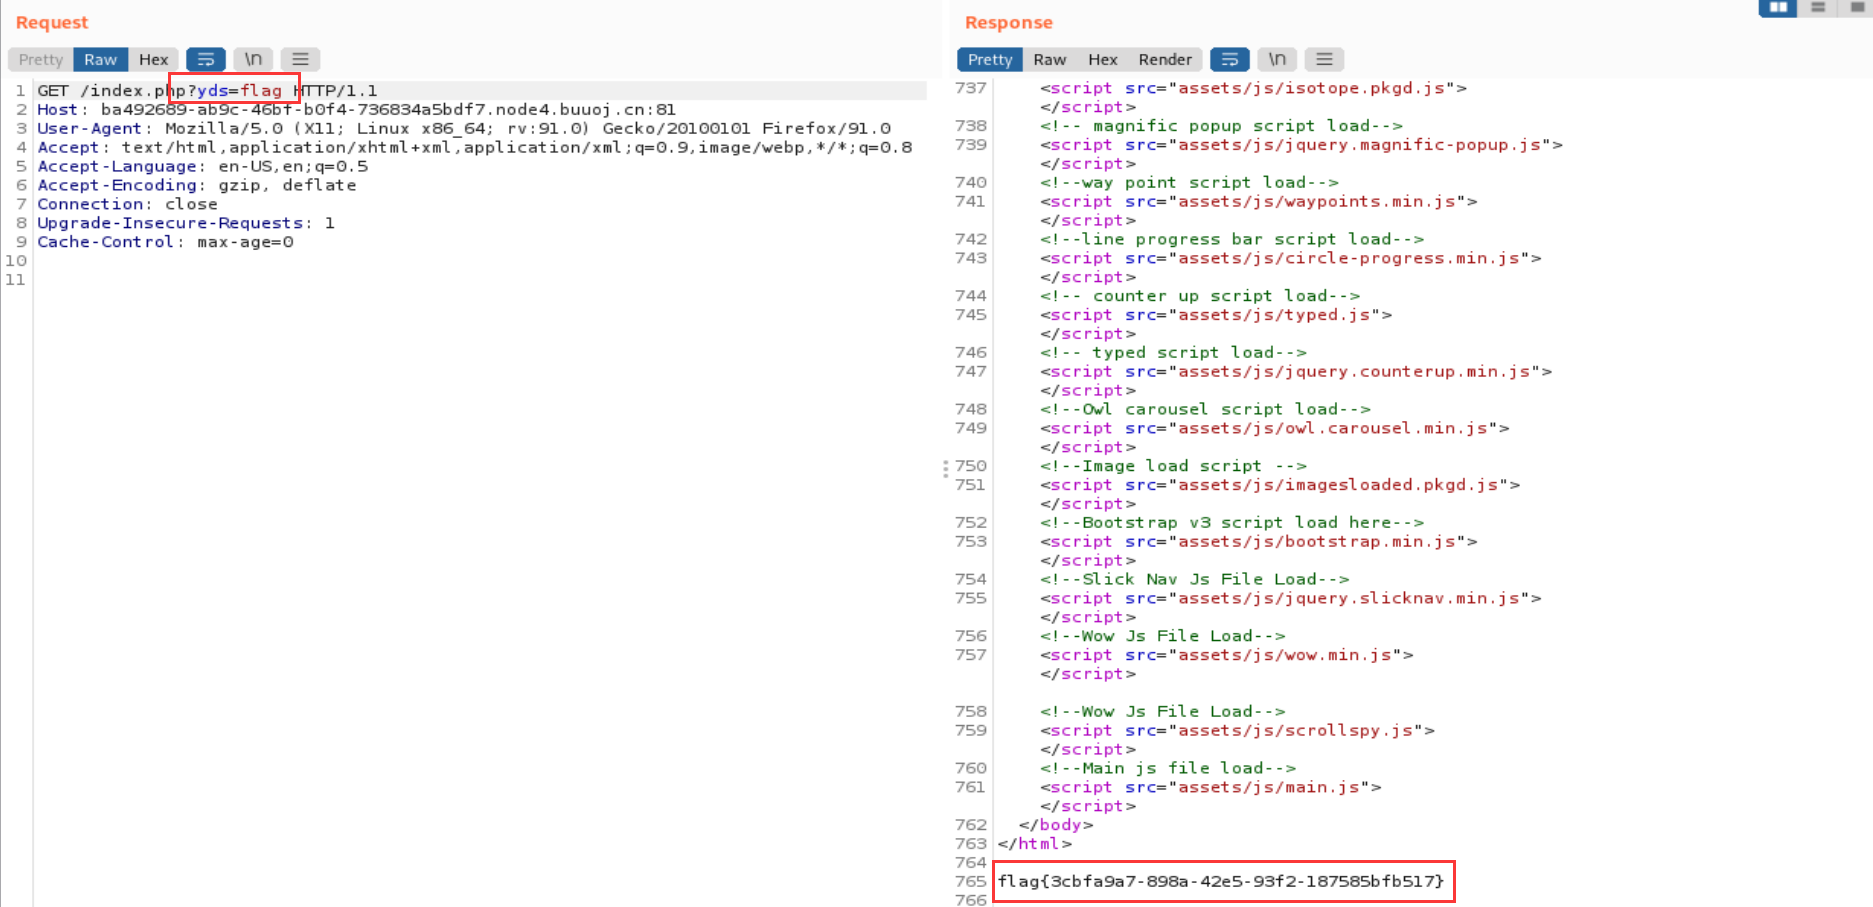 Request
Pretty Raw Hex \n
1 GET /index.php?yds=flag HTTP/1.1
2 Host: ba492689-ab9c-46bf-b0f4-736834a5bdf7.node4.buuoj.cn:81
3 User-Agent: Mozilla/5.0 (X11; Linux x86_64; rv:91.0) Gecko/20100101 Firefox/91.0
4 Accept: text/html,application/xhtml+xml,application/xml;q=0.9,image/webp,*/*;q=0.8
5 Accept-Language: en-US,en;q=0.5
6 Accept-Encoding: gzip, deflate
7 Connection: close
8 Upgrade-Insecure-Requests: 1
9 Cache-Control: max-age=0
10
11
Response
Pretty Raw Hex Render \n
737 <script src="assets/js/isotope.pkgd.js">
</script>
738 <!-- magnific popup script load-->
739 <script src="assets/js/jquery.magnific-popup.js">
</script>
740 <!--way point script load-->
741 <script src="assets/js/waypoints.min.js">
</script>
742 <!--line progress bar script load-->
743 <script src="assets/js/circle-progress.min.js">
</script>
744 <!-- counter up script load-->
745 <script src="assets/js/typed.js">
</script>
746 <!-- typed script load-->
747 <script src="assets/js/jquery.counterup.min.js">
</script>
748 <!--Owl carousel script load-->
749 <script src="assets/js/owl.carousel.min.js">
</script>
750 <!--Image load script -->
751 <script src="assets/js/imagesloaded.pkgd.js">
</script>
752 <!--Bootstrap v3 script load here-->
753 <script src="assets/js/bootstrap.min.js">
</script>
754 <!--Slick Nav Js File Load-->
755 <script src="assets/js/jquery.slicknav.min.js">
</script>
756 <!--Wow Js File Load-->
757 <script src="assets/js/wow.min.js">
</script>
758 <!--Wow Js File Load-->
759 <script src="assets/js/scrollspy.js">
</script>
760 <!--Main js file load-->
761 <script src="assets/js/main.js">
</script>
762 </body>
763 </html>
764
765 flag{3cbfa9a7-898a-42e5-93f2-187585bfb517}
766